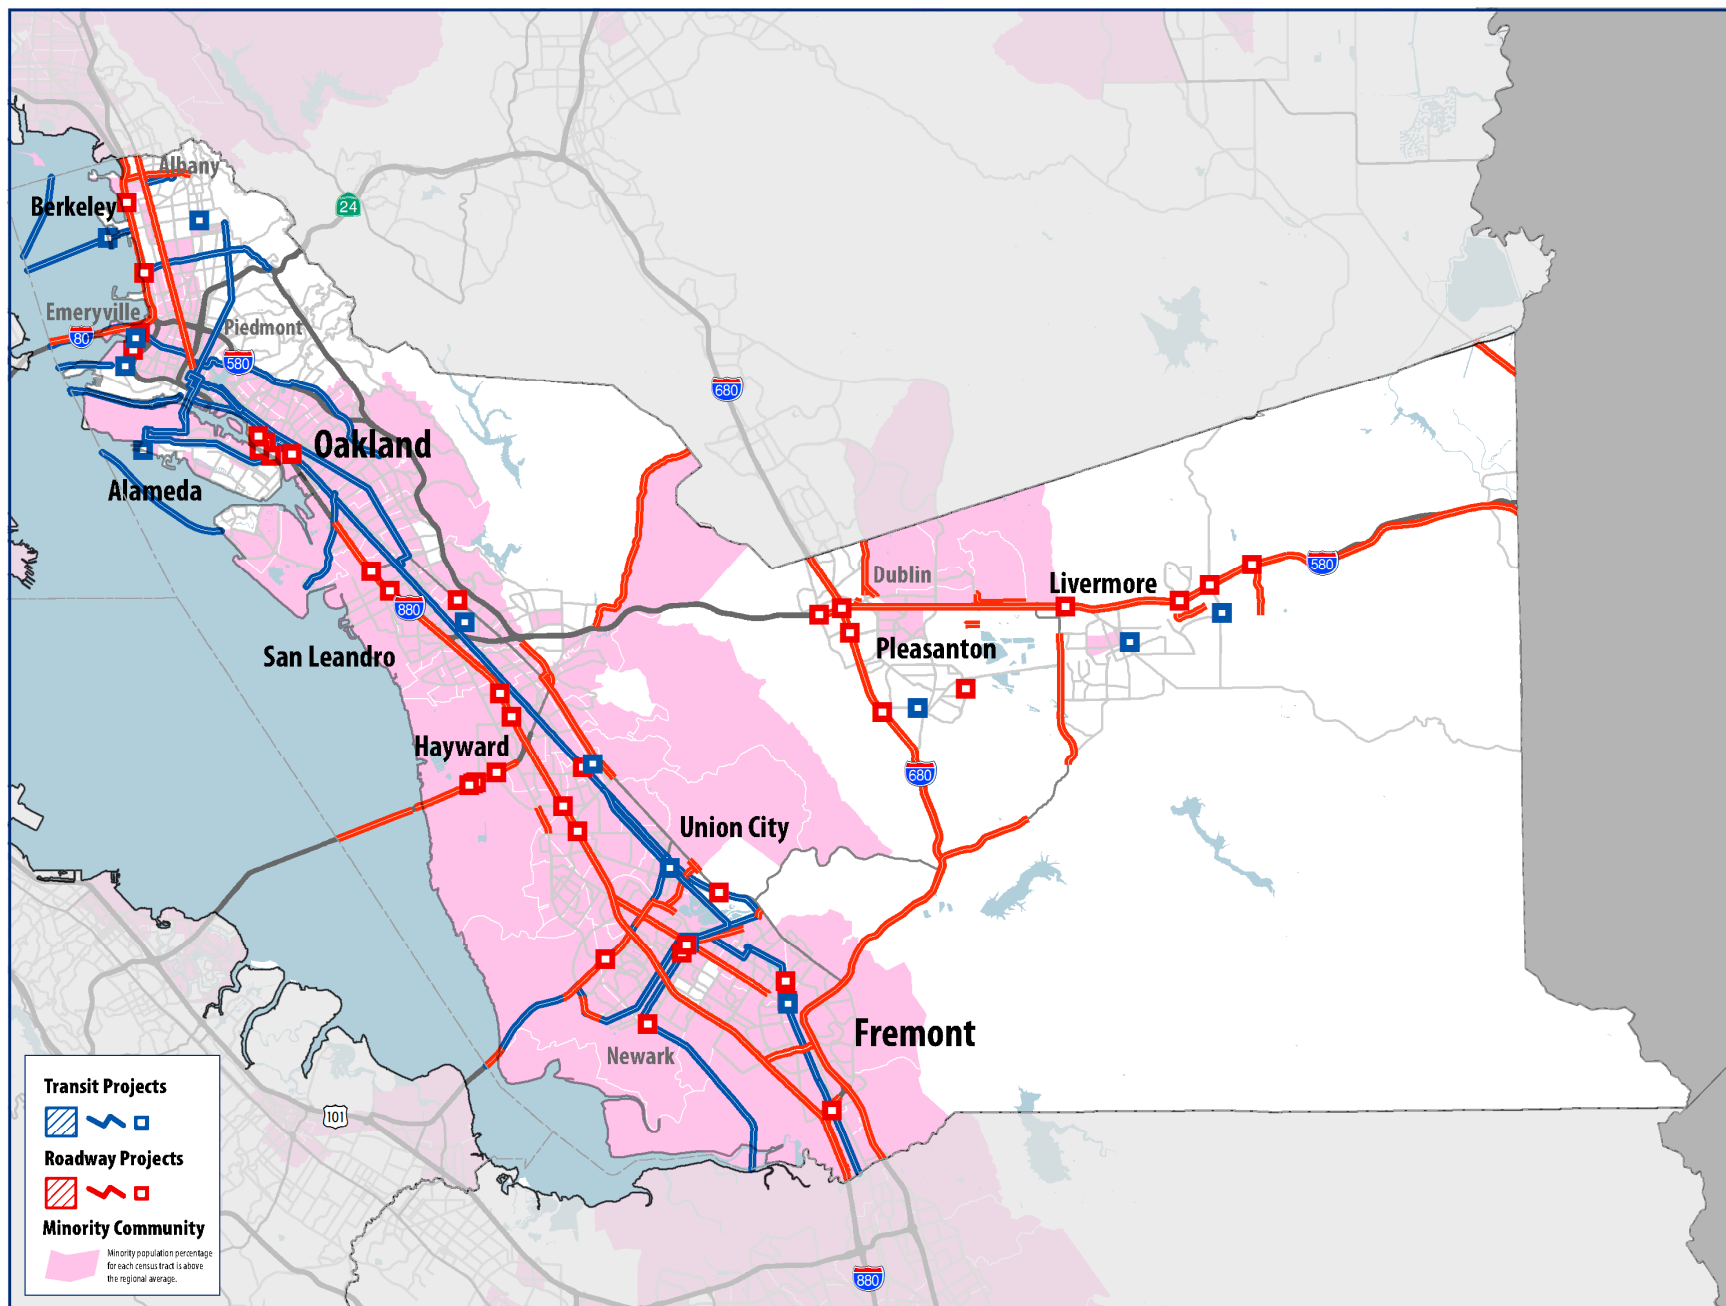 Albany
Berkeley
24
Emeryville
80
Piedmont
580
680
Oakland
Alameda
Dublin
Livermore
580
880
San Leandro
Pleasanton
Hayward
680
Union City
Fremont
Newark
101
880
Transit Projects
Roadway Projects
Minority Community
Minority population percentage
for each census tract is above
the regional average.